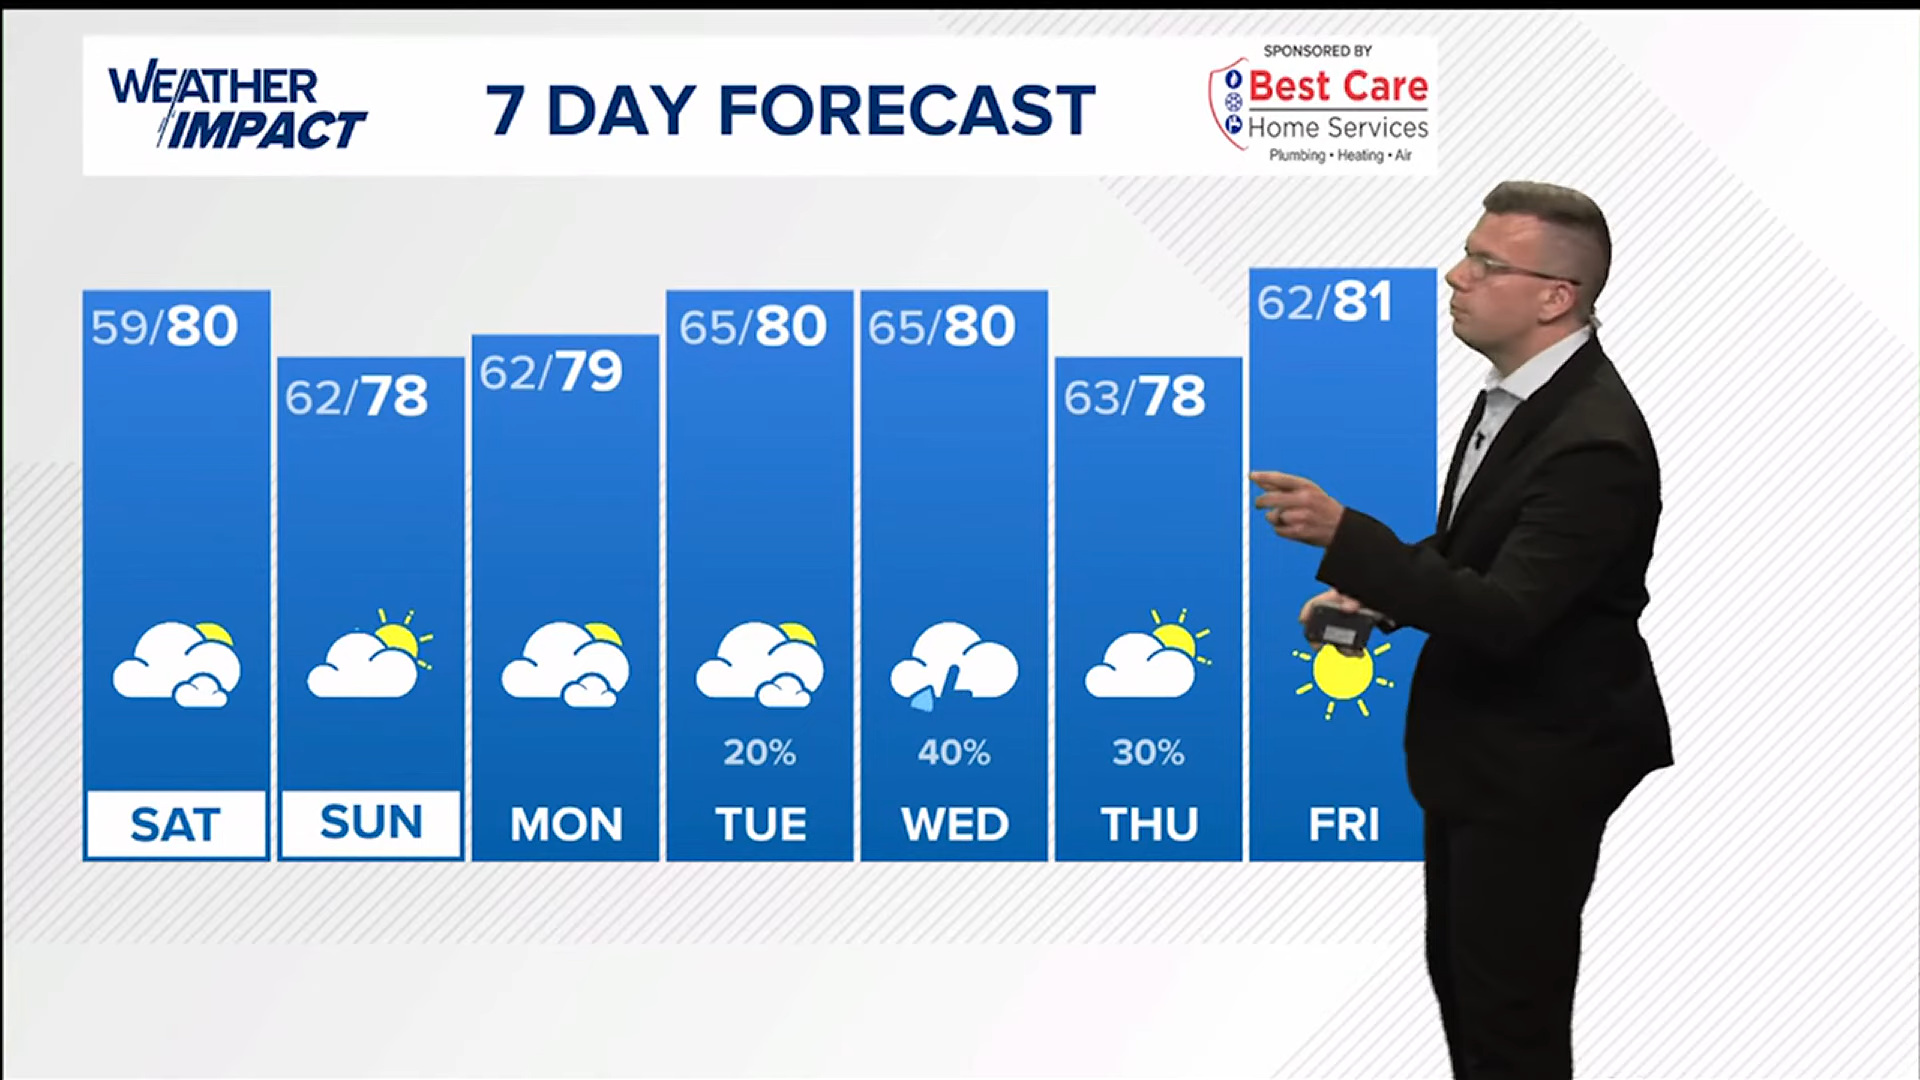 WEATHER
IMPACT
7 DAY FORECAST
SPONSORED BY
Best Care
Home Services
Plumbing • Heating • Air
59/80
62/78
62/79
65/80
65/80
63/78
62/81
20%
40%
30%
SAT
SUN
MON
TUE
WED
THU
FRI